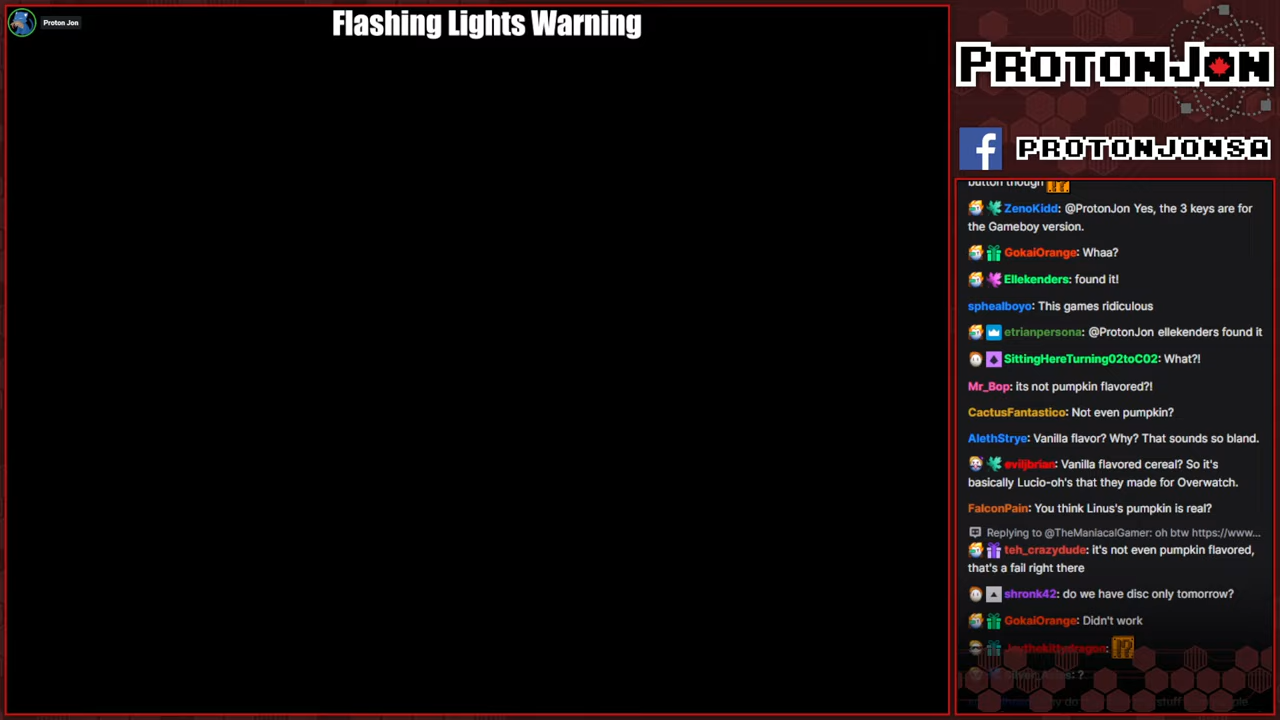 Proton Jon
Flashing Lights Warning
PROTONJON
PROTONJONSA
button though
ZenoKidd: @ProtonJon Yes, the 3 keys are for
the Gameboy version.
GokaiOrange: Whaa?
Ellekenders: found it!
sphealboyo: This games ridiculous
etrianpersona: @ProtonJon ellekenders found it
SittingHereTurning02toC02: What?!
Mr_Bop: its not pumpkin flavored?!
CactusFantastico: Not even pumpkin?
AlethStrye: Vanilla flavor? Why? That sounds so bland.
eviljbrian: Vanilla flavored cereal? So it's
basically Lucio-oh's that they made for Overwatch.
FalconPain: You think Linus's pumpkin is real?
Replying to @TheManiacalGamer: oh btw https://www...
teh_crazydude: it's not even pumpkin flavored,
that's a fail right there
shronk42: do we have disc only tomorrow?
GokaiOrange: Didn't work
?
stuff